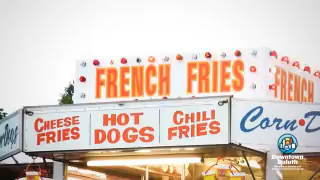 FRENCH FRIES
FRENCH
CHEESE
FRIES
HOT
DOGS
CHILI
FRIES
Corn D
Downtown
Duluth